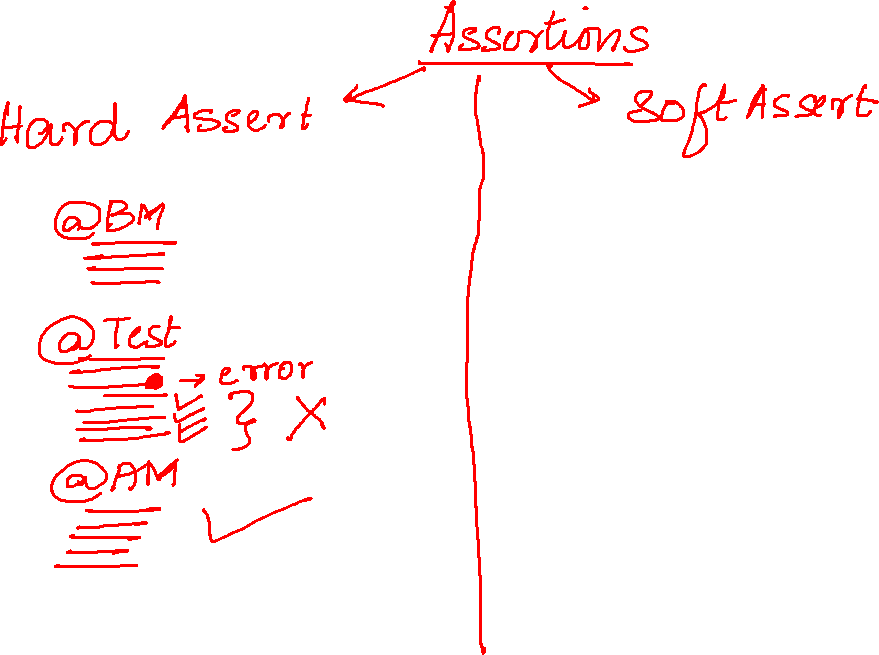 Assertions
Hard Assert
Soft Assert
@BM
@Test
→ error
} X
@AM